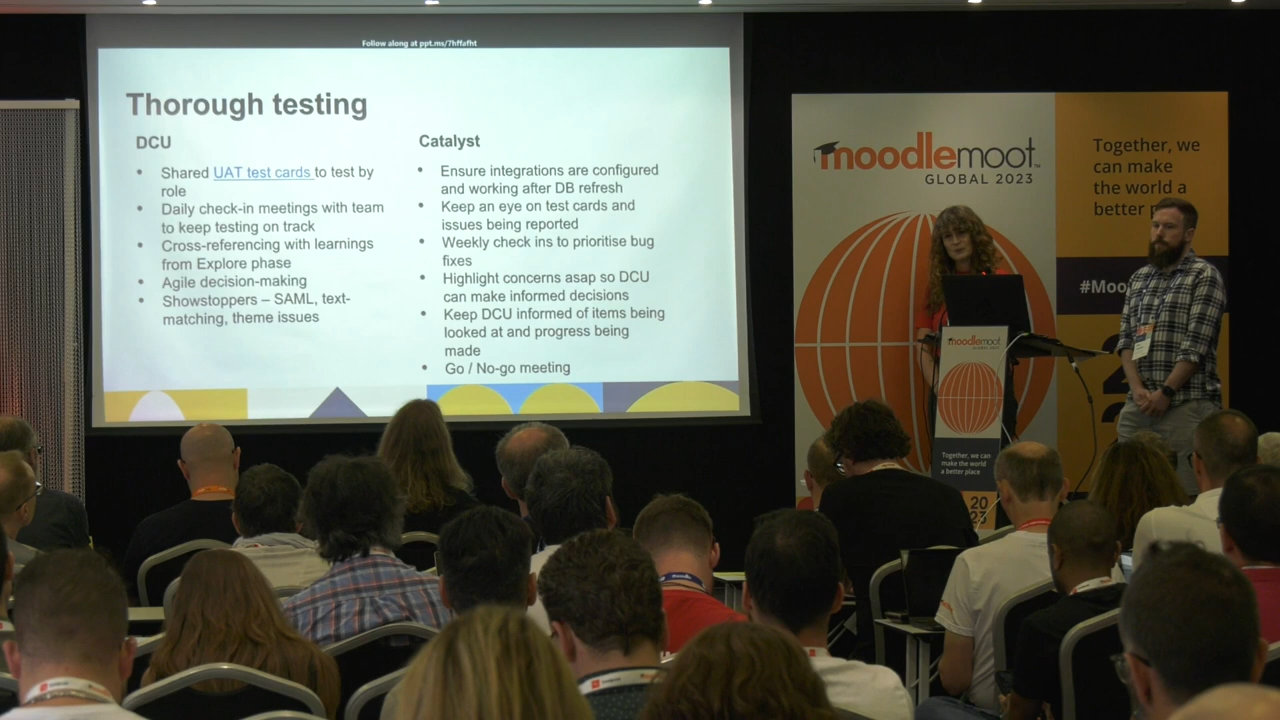 Follow along at ppt.ms/7hffafht
Thorough testing
DCU
• Shared UAT test cards to test by
role
• Daily check-in meetings with team
to keep testing on track
• Cross-referencing with learnings
from Explore phase
• Agile decision-making
• Showstoppers – SAML, text-
matching, theme issues
Catalyst
• Ensure integrations are configured
and working after DB refresh
• Keep an eye on test cards and
issues being reported
• Weekly check ins to prioritise bug
fixes
• Highlight concerns asap so DCU
can make informed decisions
• Keep DCU informed of items being
looked at and progress being
made
• Go / No-go meeting
moodlemoot™
GLOBAL 2023
Together, we
can make
the world a
better
#Moo
moodlemoot
GLOBAL 2023
Together, we can
make the world
a better place
20
23